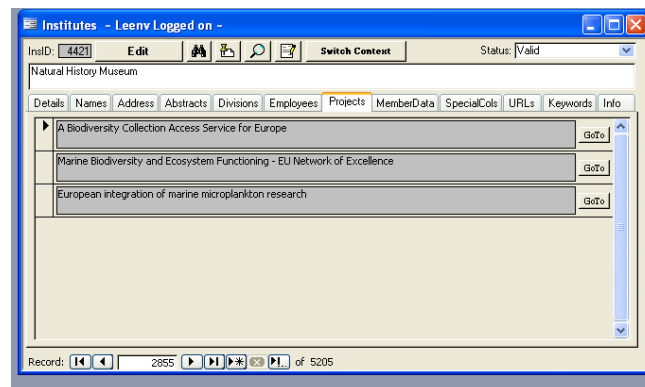 Institutes - Leenv Logged on ~
InsID: 4421 Edit Switch Context Status: Valid
Natural History Museum
Details Names Address Abstracts Divisions Employees Projects MemberData SpecialCols URLs Keywords Info
A Biodiversity Collection Access Service for Europe GoTo
Marine Biodiversity and Ecosystem Functioning - EU Network of Excellence GoTo
European integration of marine microplankton research GoTo
Record: 2855 of 5205